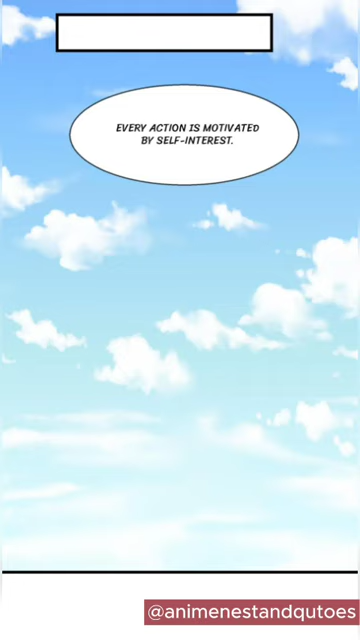 EVERY ACTION IS MOTIVATED
BY SELF-INTEREST.
@animenestandqutoes